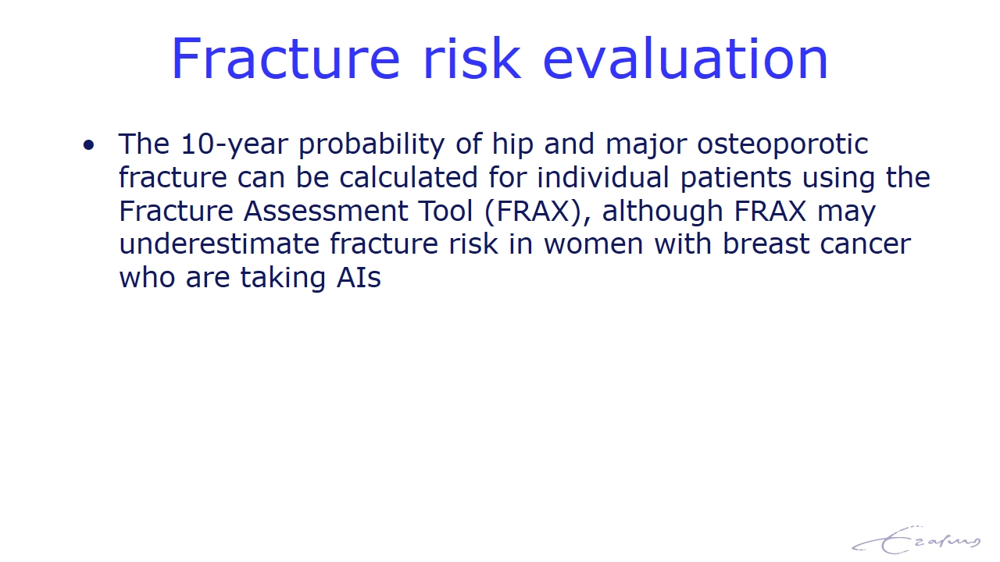 Fracture risk evaluation
• The 10-year probability of hip and major osteoporotic
fracture can be calculated for individual patients using the
Fracture Assessment Tool (FRAX), although FRAX may
underestimate fracture risk in women with breast cancer
who are taking AIs
Erasmus